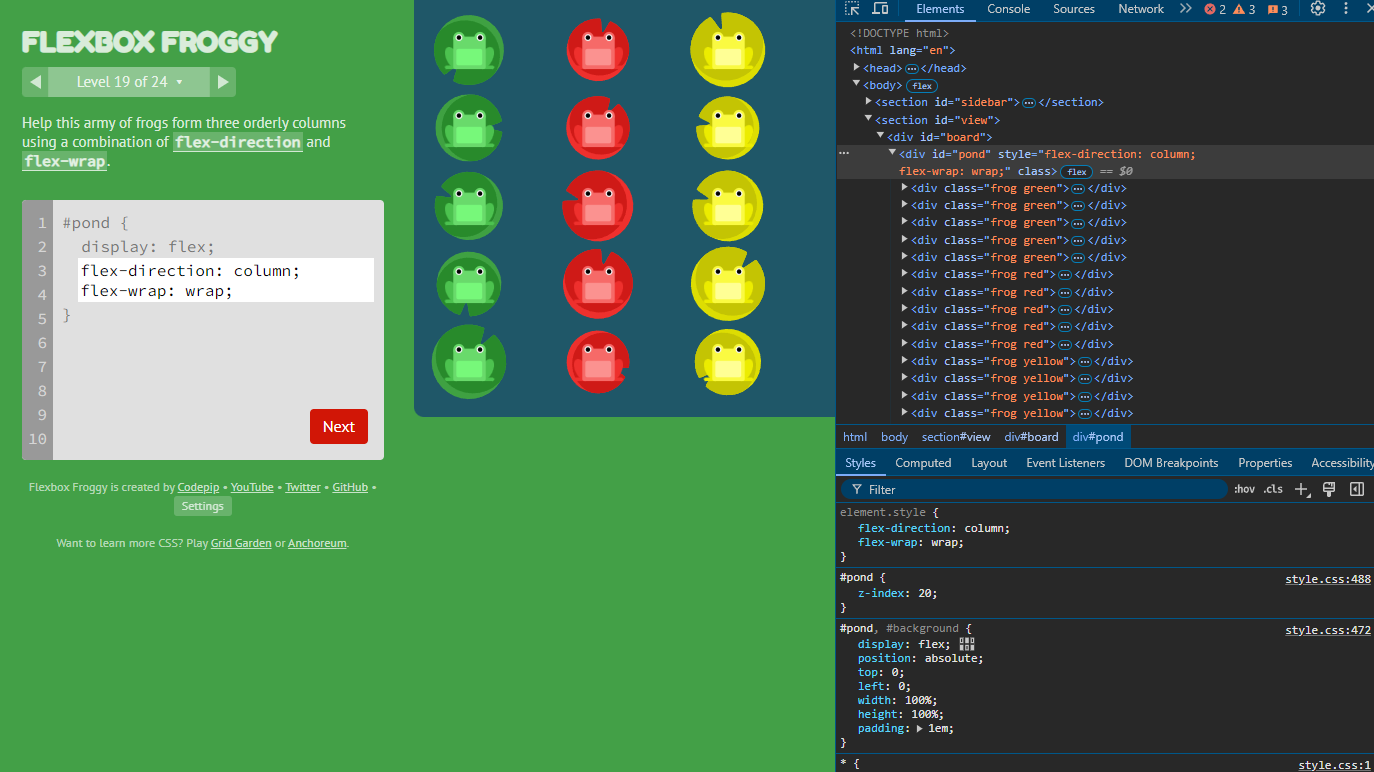 FLEXBOX FROGGY
Level 19 of 24
Help this army of frogs form three orderly columns
using a combination of flex-direction and
flex-wrap.
1 #pond {
2 display: flex;
3 flex-direction: column;
4 flex-wrap: wrap;
5 }
6
7
8
9
10
Next
Flexbox Froggy is created by Codepip • YouTube • Twitter • GitHub •
Settings
Want to learn more CSS? Play Grid Garden or Anchoreum.
Elements Console Sources Network 2 3 3
<!DOCTYPE html>
<html lang="en">
<head> </head>
<body> flex
<section id="sidebar"> </section>
<section id="view">
<div id="board">
<div id="pond" style="flex-direction: column;
flex-wrap: wrap;" class> flex == $0
<div class="frog green"> </div>
<div class="frog green"> </div>
<div class="frog green"> </div>
<div class="frog green"> </div>
<div class="frog green"> </div>
<div class="frog red"> </div>
<div class="frog red"> </div>
<div class="frog red"> </div>
<div class="frog red"> </div>
<div class="frog red"> </div>
<div class="frog yellow"> </div>
<div class="frog yellow"> </div>
<div class="frog yellow"> </div>
<div class="frog yellow"> </div>
html body section#view div#board div#pond
Styles Computed Layout Event Listeners DOM Breakpoints Properties Accessibility
Filter :hov .cls
element.style {
flex-direction: column;
flex-wrap: wrap;
}
#pond { style.css:488
z-index: 20;
}
#pond, #background { style.css:472
display: flex;
position: absolute;
top: 0;
left: 0;
width: 100%;
height: 100%;
padding: 1em;
}
* { style.css:1